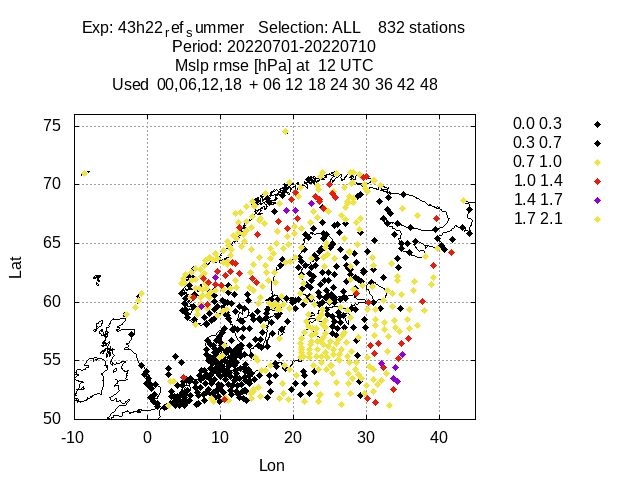 Exp: 43h22refsummer Selection: ALL 832 stations
Period: 20220701-20220710
Mslp rmse [hPa] at 12 UTC
Used 00,06,12,18 + 06 12 18 24 30 36 42 48
0.0 0.3
0.3 0.7
0.7 1.0
1.0 1.4
1.4 1.7
1.7 2.1
75
70
65
60
55
50
Lat
-10 0 10 20 30 40
Lon